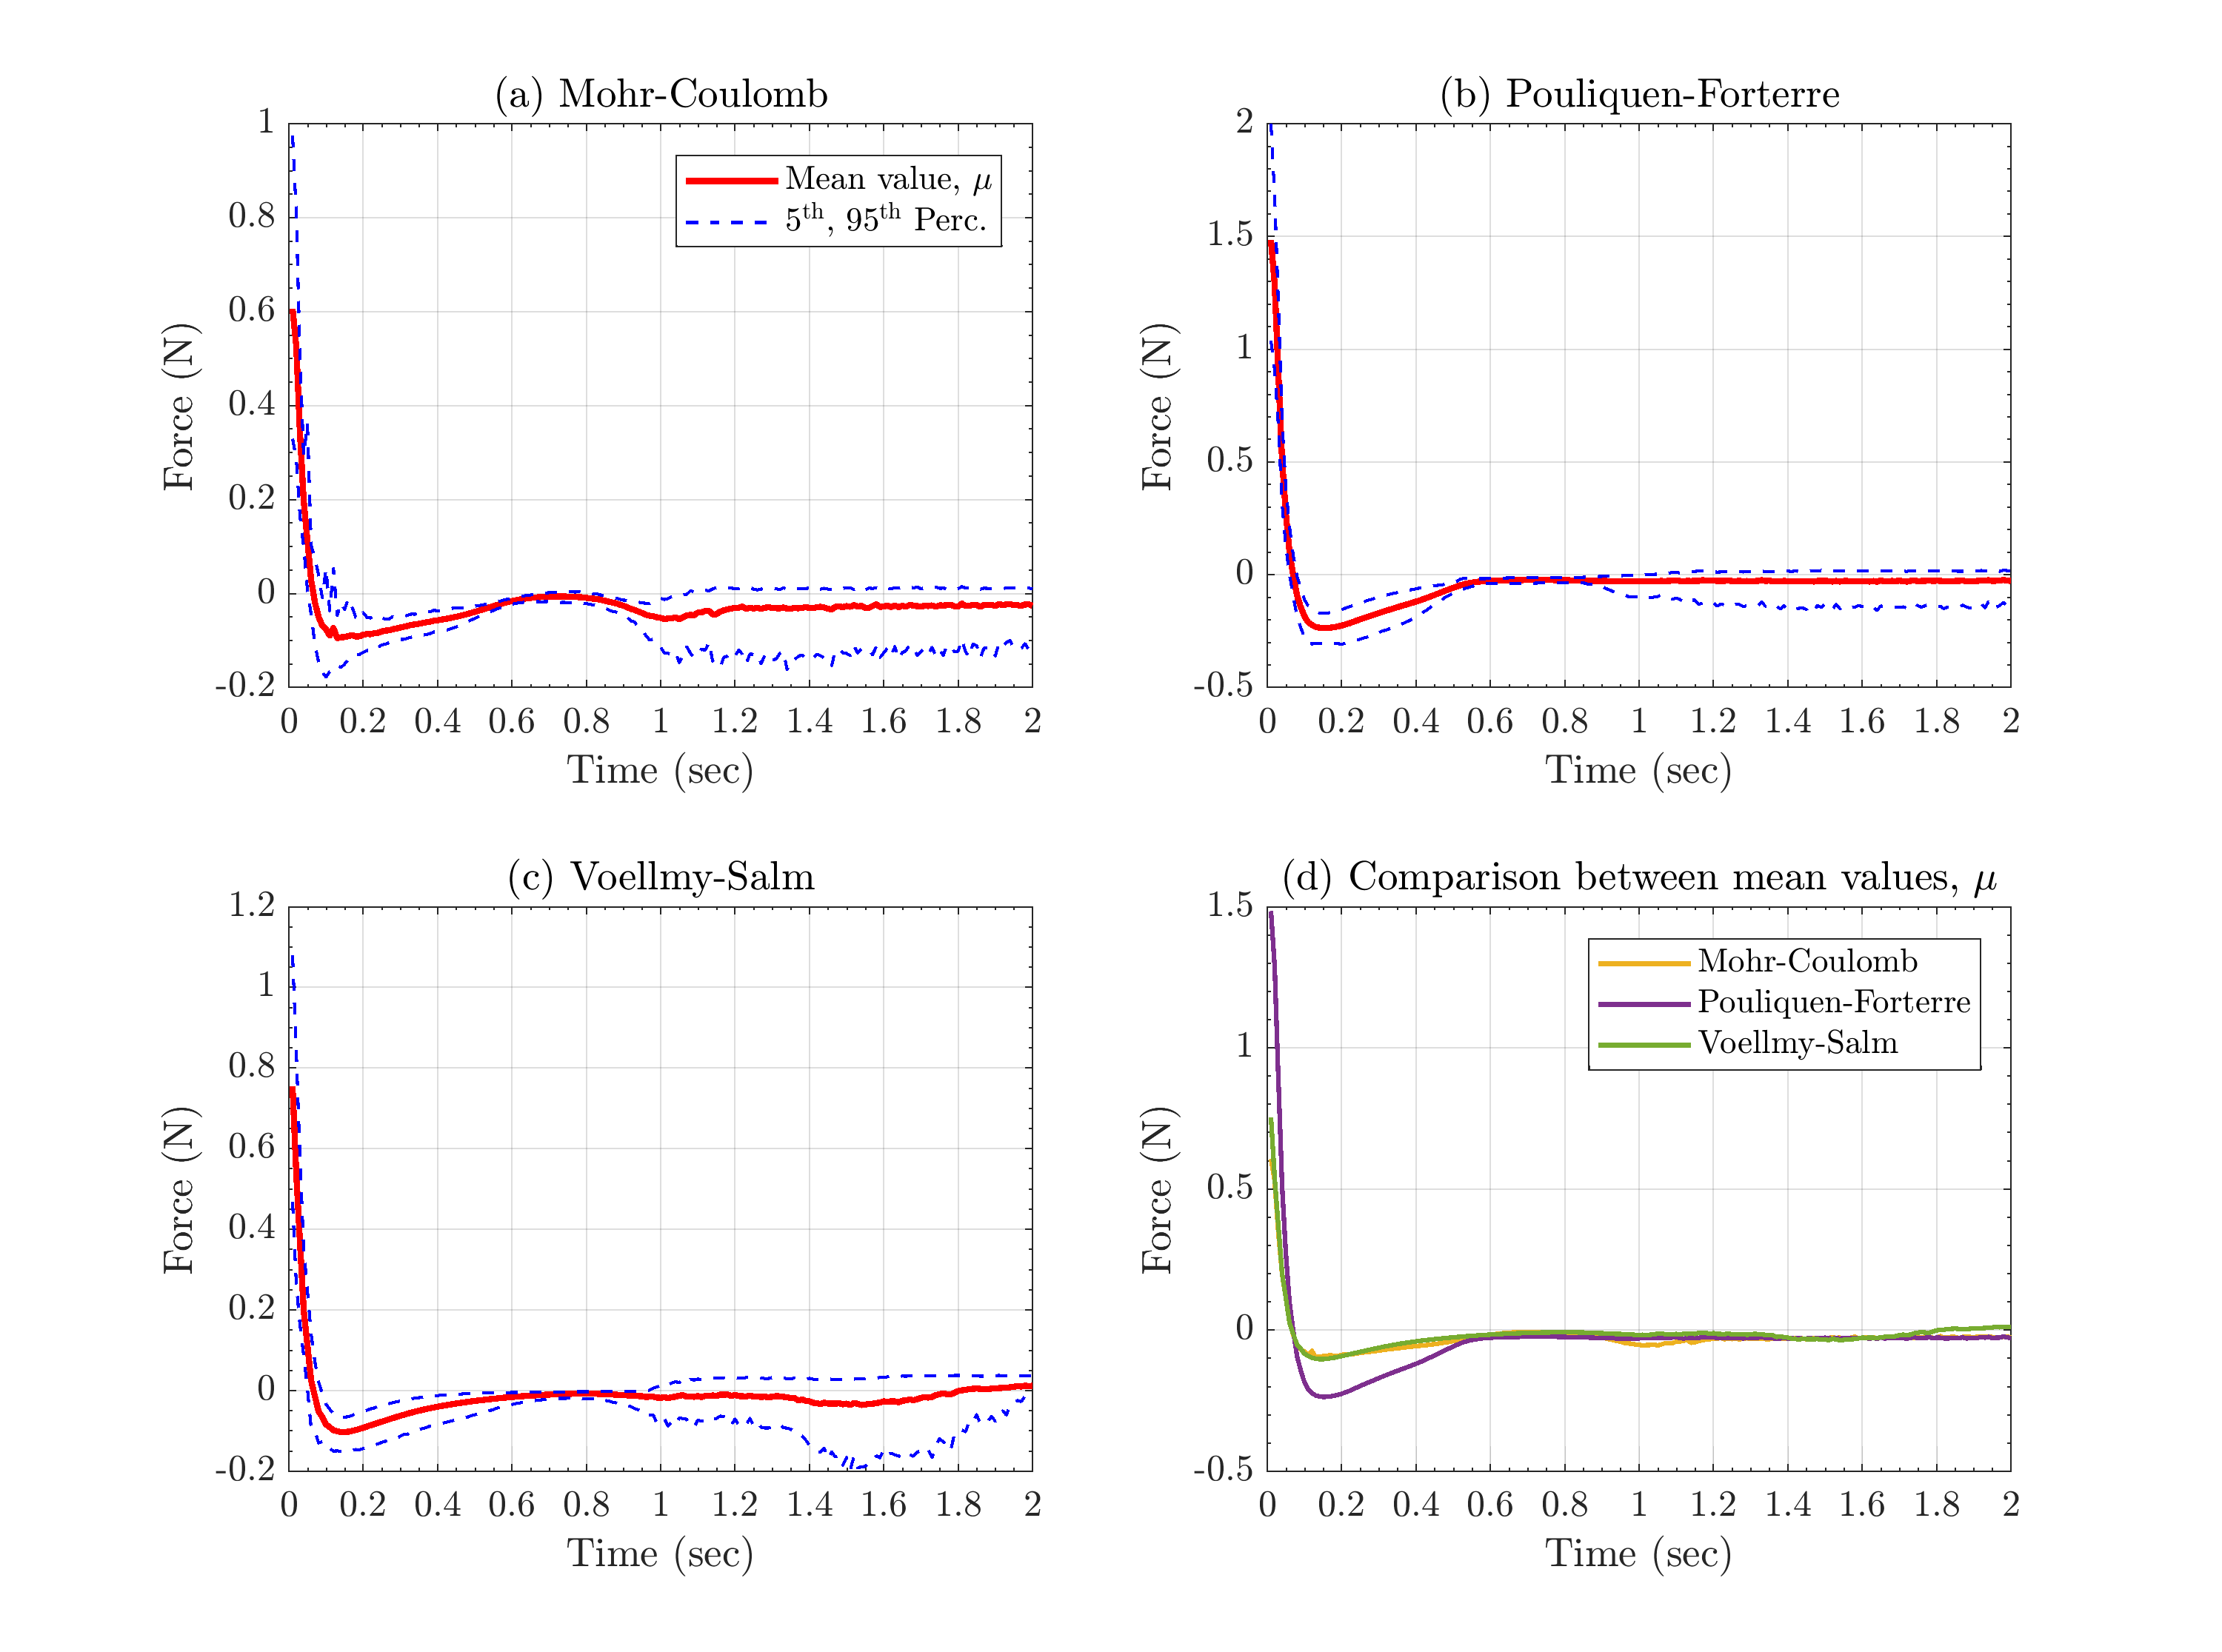 (a) Mohr-Coulomb
1
0.8
0.6
0.4
0.2
0
-0.2
Force (N)
Mean value, μ
5th, 95th Perc.
0 0.2 0.4 0.6 0.8 1 1.2 1.4 1.6 1.8 2
Time (sec)
(b) Pouliquen-Forterre
2
1.5
1
0.5
0
-0.5
Force (N)
0 0.2 0.4 0.6 0.8 1 1.2 1.4 1.6 1.8 2
Time (sec)
(c) Voellmy-Salm
1.2
1
0.8
0.6
0.4
0.2
0
-0.2
Force (N)
0 0.2 0.4 0.6 0.8 1 1.2 1.4 1.6 1.8 2
Time (sec)
(d) Comparison between mean values, μ
1.5
1
0.5
0
-0.5
Force (N)
Mohr-Coulomb
Pouliquen-Forterre
Voellmy-Salm
0 0.2 0.4 0.6 0.8 1 1.2 1.4 1.6 1.8 2
Time (sec)